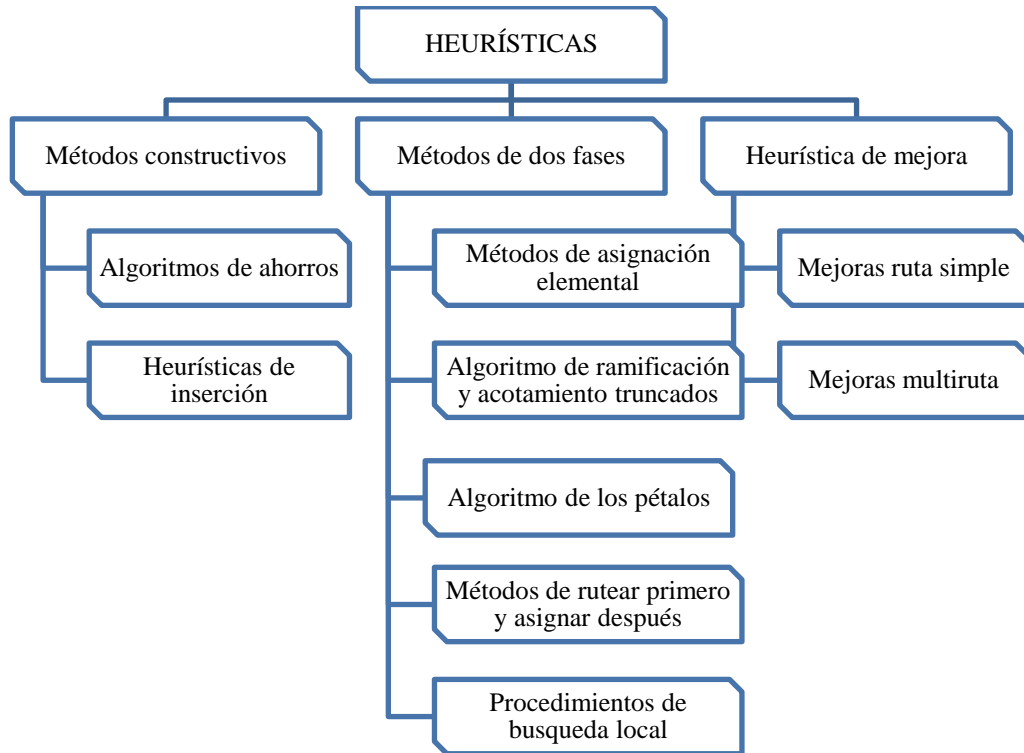 HEURÍSTICAS
Métodos constructivos
Métodos de dos fases
Heurística de mejora
Algoritmos de ahorros
Heurísticas de
inserción
Métodos de asignación
elemental
Algoritmo de ramificación
y acotamiento truncados
Algoritmo de los pétalos
Métodos de rutear primero
y asignar después
Procedimientos de
busqueda local
Mejoras ruta simple
Mejoras multiruta